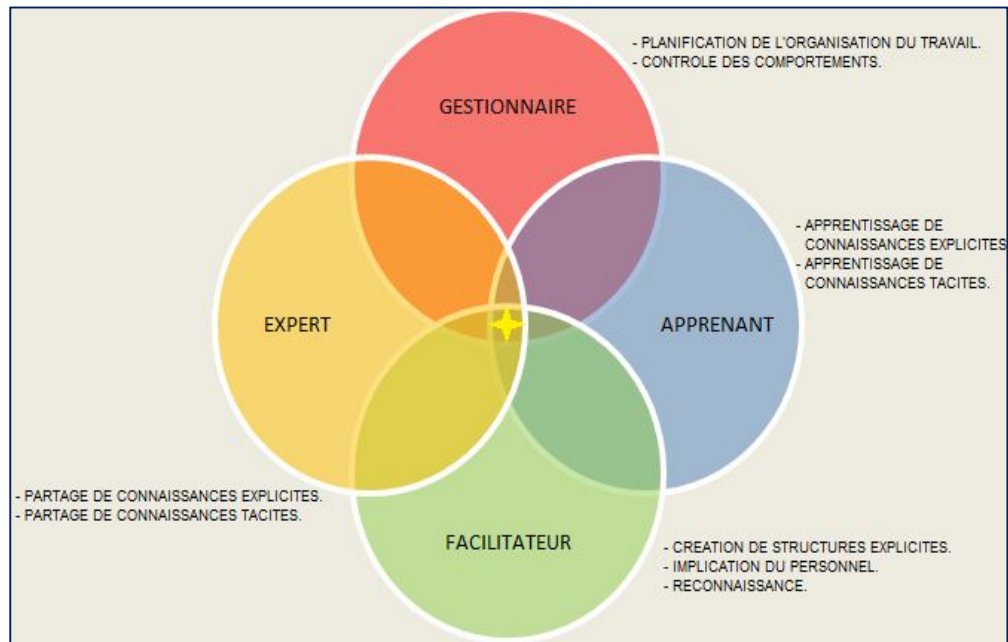 - PLANIFICATION DE L'ORGANISATION DU TRAVAIL.
- CONTROLE DES COMPORTEMENTS.
GESTIONNAIRE
- APPRENTISSAGE DE
CONNAISSANCES EXPLICITES
- APPRENTISSAGE DE
CONNAISSANCES TACITES.
EXPERT
APPRENANT
- PARTAGE DE CONNAISSANCES EXPLICITES.
- PARTAGE DE CONNAISSANCES TACITES.
FACILITATEUR
- CREATION DE STRUCTURES EXPLICITES.
- IMPLICATION DU PERSONNEL.
- RECONNAISSANCE.